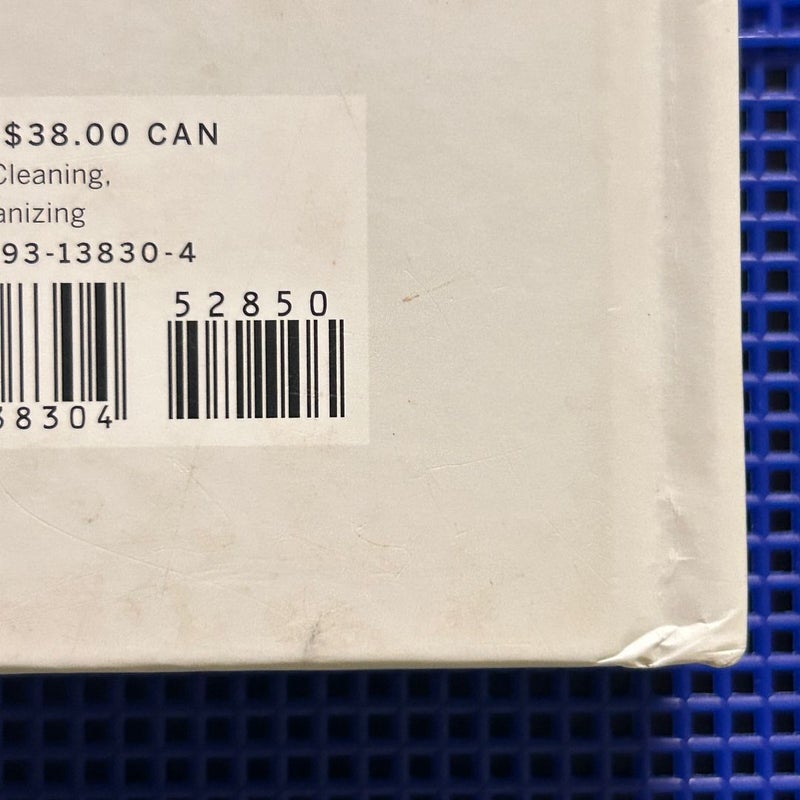 $38.00 CAN
Cleaning,
anizing
93-13830-4
52850
38304